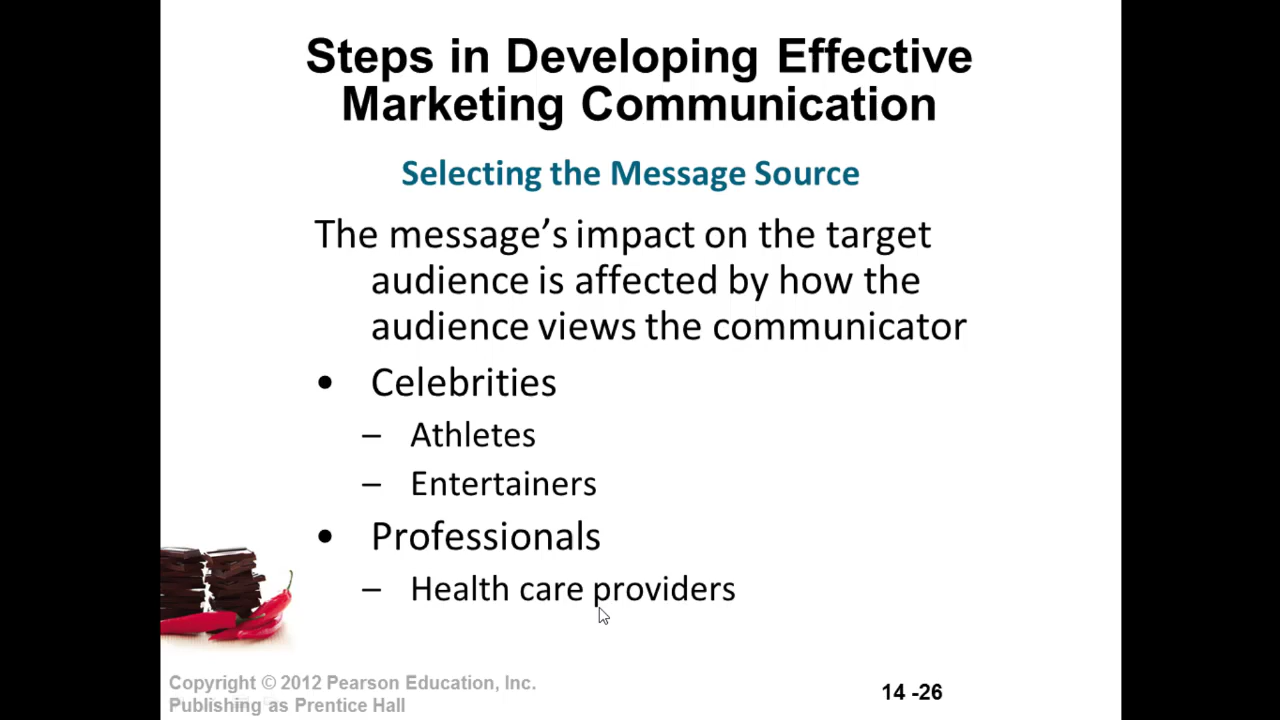 Steps in Developing Effective
Marketing Communication
Selecting the Message Source
The message’s impact on the target
audience is affected by how the
audience views the communicator
• Celebrities
– Athletes
– Entertainers
• Professionals
– Health care providers
Copyright © 2012 Pearson Education, Inc.
Publishing as Prentice Hall
14 -26